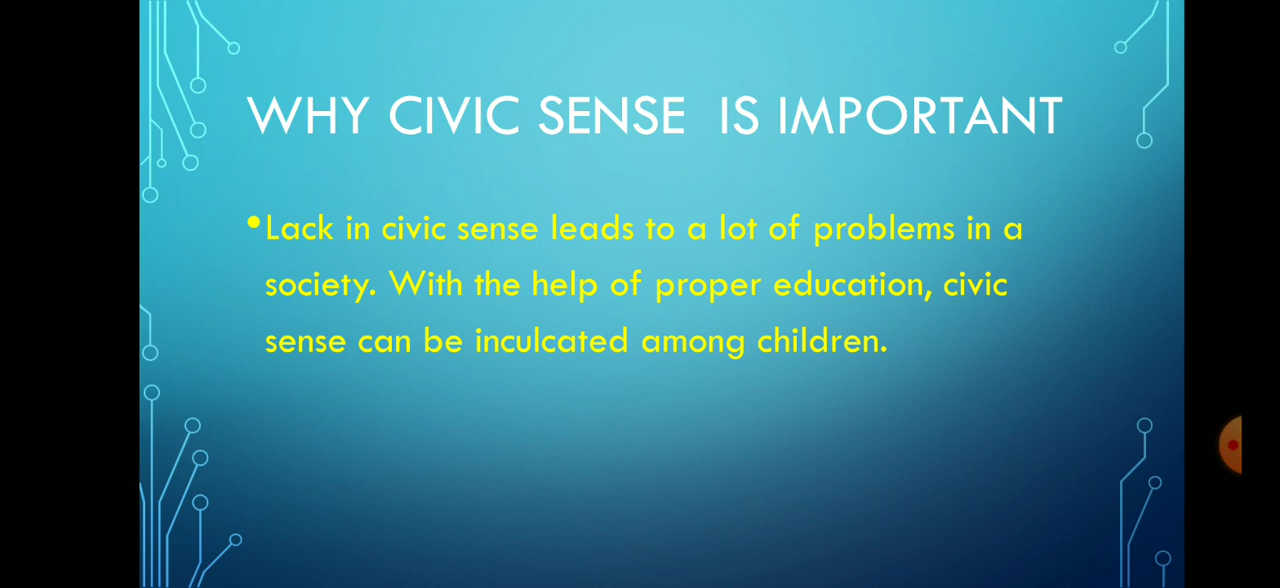 WHY CIVIC SENSE IS IMPORTANT
•Lack in civic sense leads to a lot of problems in a
society. With the help of proper education, civic
sense can be inculcated among children.